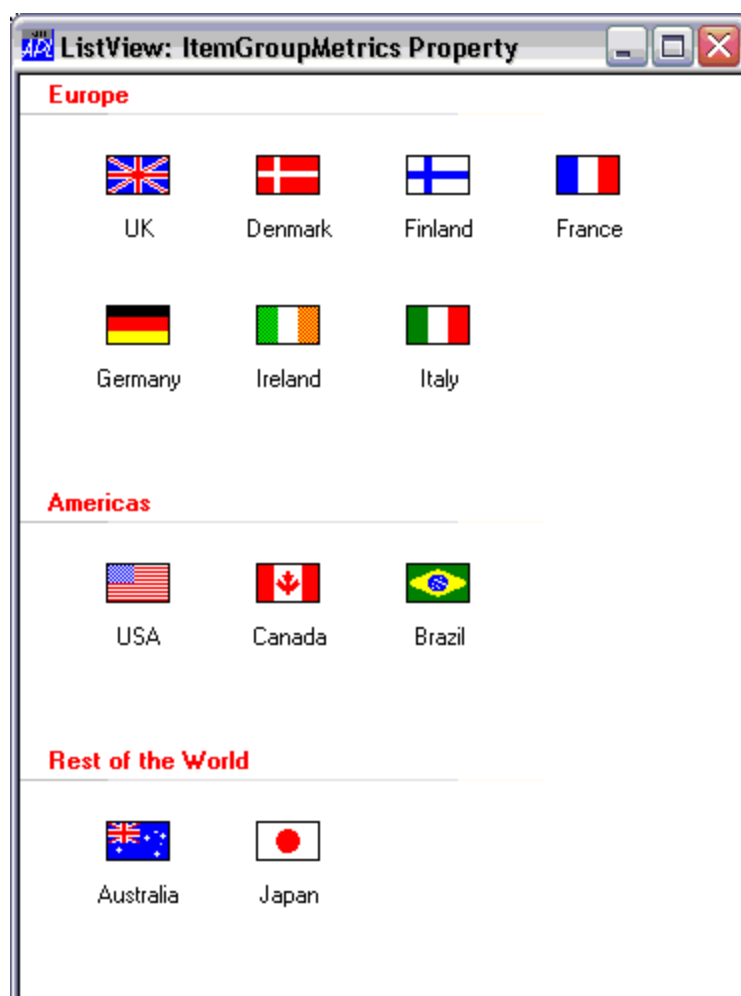 APL ListView: ItemGroupMetrics Property
Europe
UK Denmark Finland France
Germany Ireland Italy
Americas
USA Canada Brazil
Rest of the World
Australia Japan